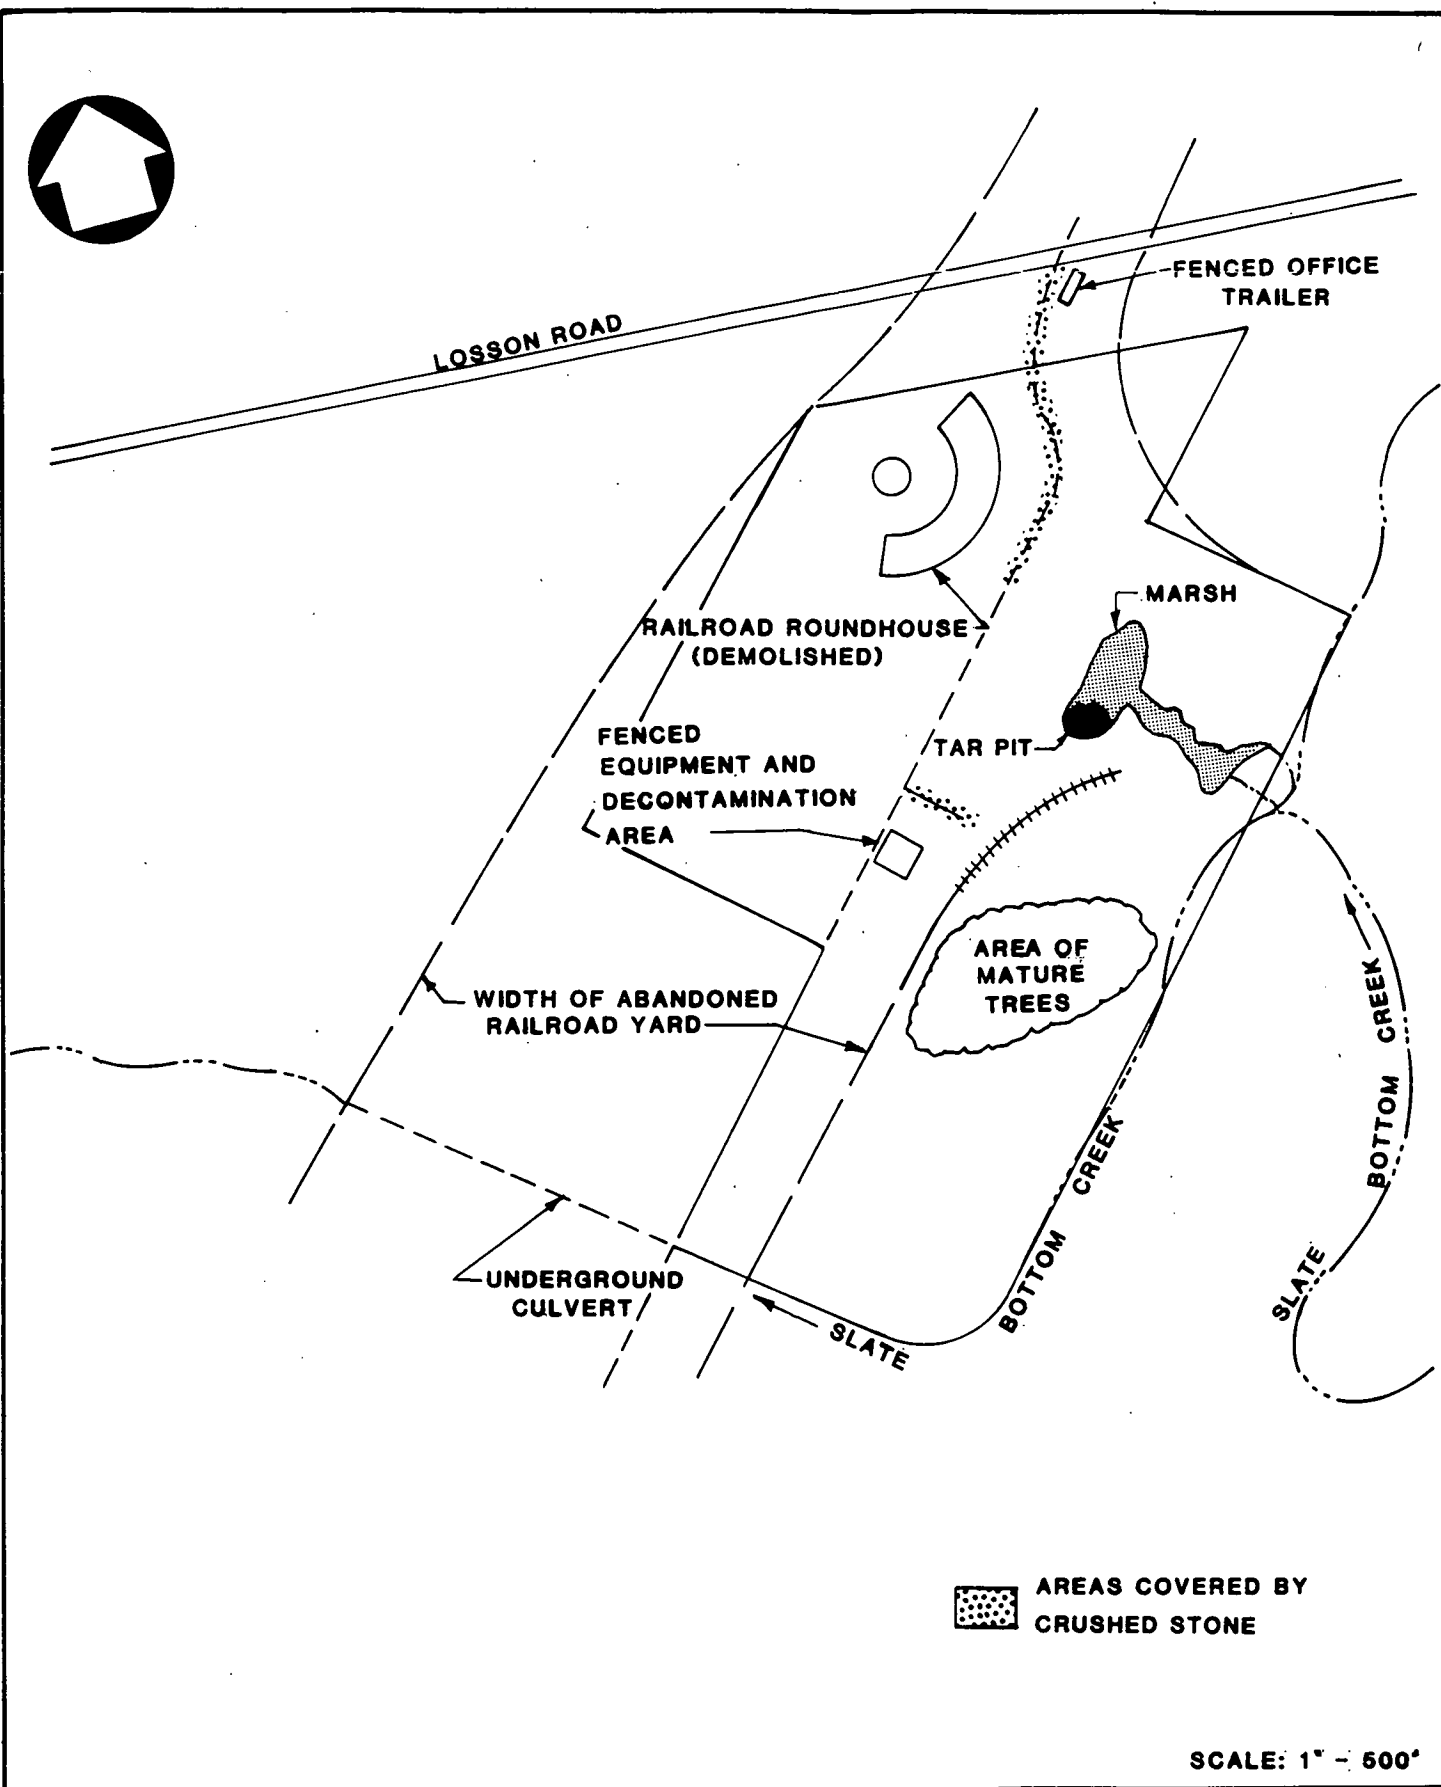 LOSSON ROAD
FENCED OFFICE
TRAILER
MARSH
RAILROAD ROUNDHOUSE
(DEMOLISHED)
TAR PIT
FENCED
EQUIPMENT AND
DECONTAMINATION
AREA
AREA OF
MATURE
TREES
WIDTH OF ABANDONED
RAILROAD YARD
UNDERGROUND
CULVERT
SLATE
BOTTOM CREEK
SLATE
BOTTOM CREEK
AREAS COVERED BY
CRUSHED STONE
SCALE: 1" - 500'